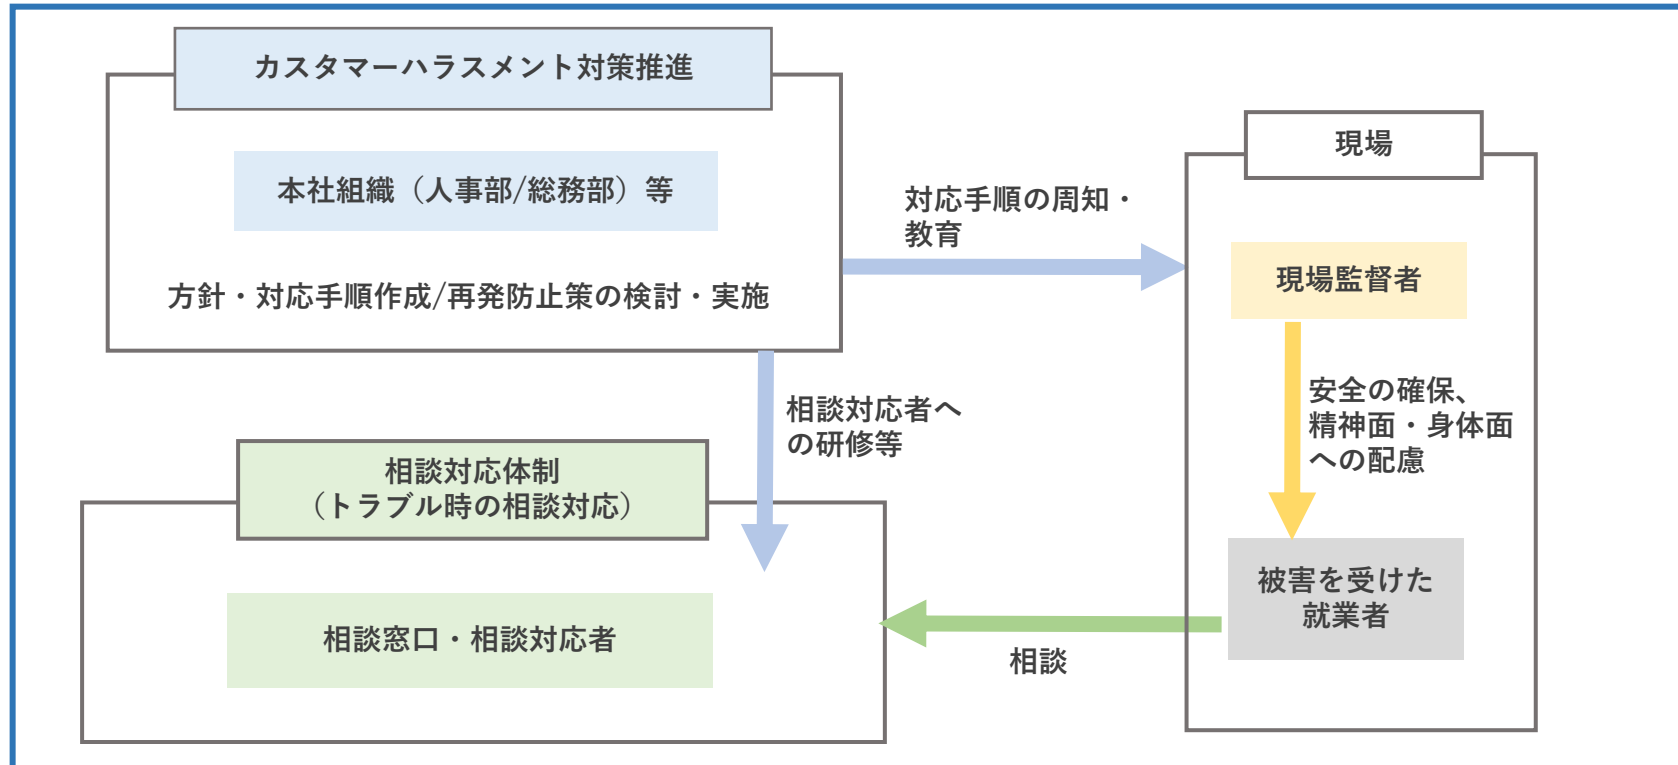 カスタマーハラスメント対策推進
本社組織（人事部/総務部）等
方針・対応手順作成/再発防止策の検討・実施
対応手順の周知・
教育
現場
現場監督者
安全の確保、
精神面・身体面
への配慮
被害を受けた
就業者
相談対応者へ
の研修等
相談対応体制
（トラブル時の相談対応）
相談窓口・相談対応者
相談